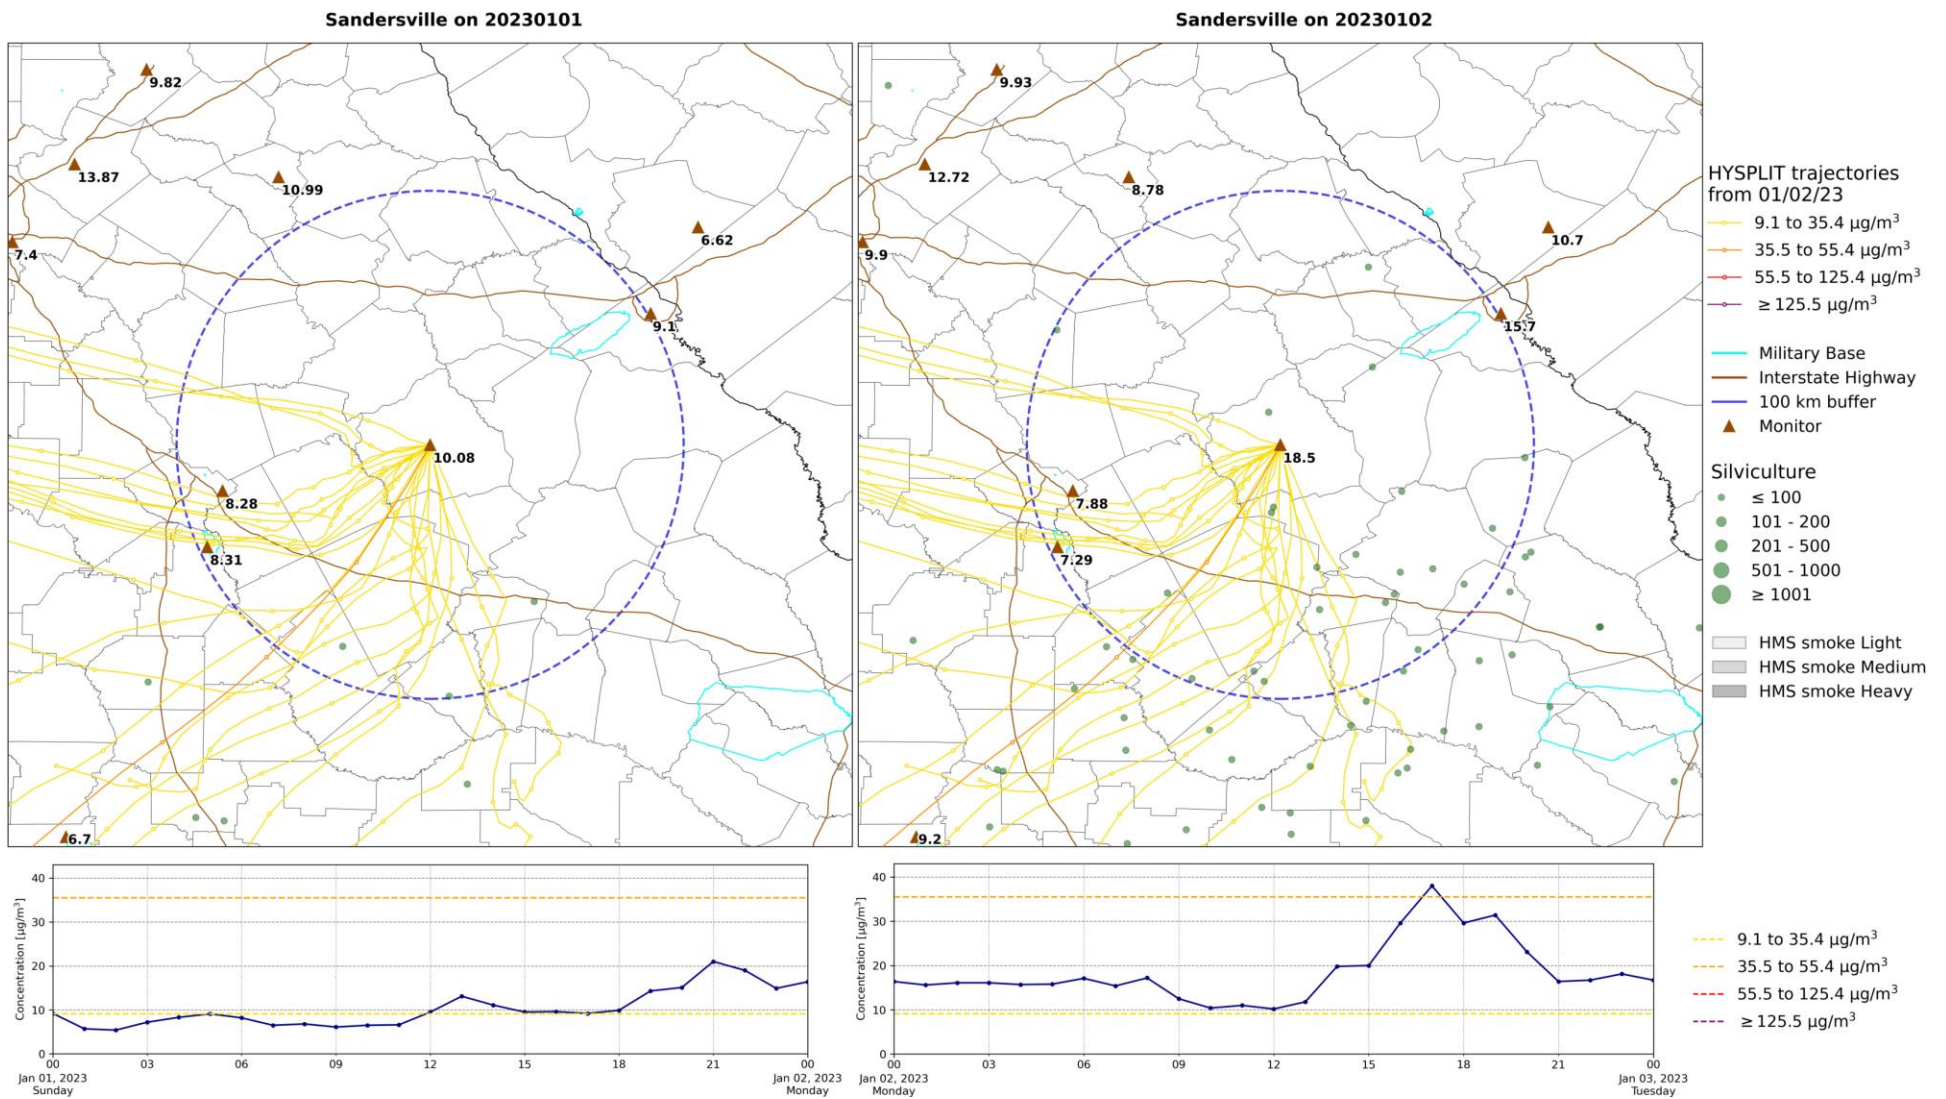 Sandersville on 20230101
9.82
13.87
10.99
7.4
6.62
9.1
10.08
8.28
8.31
6.7
Sandersville on 20230102
9.93
12.72
8.78
9.9
10.7
15.7
18.5
7.88
7.29
9.2
HYSPLIT trajectories
from 01/02/23
9.1 to 35.4 µg/m³
35.5 to 55.4 µg/m³
55.5 to 125.4 µg/m³
≥ 125.5 µg/m³
Military Base
Interstate Highway
100 km buffer
Monitor
Silviculture
≤ 100
101 - 200
201 - 500
501 - 1000
≥ 1001
HMS smoke Light
HMS smoke Medium
HMS smoke Heavy
Concentration [µg/m³]
40
30
20
10
0
00 03 06 09 12 15 18 21 00
Jan 01, 2023 Jan 02, 2023
Sunday Monday
Concentration [µg/m³]
40
30
20
10
0
00 03 06 09 12 15 18 21 00
Jan 02, 2023 Jan 03, 2023
Monday Tuesday
9.1 to 35.4 µg/m³
35.5 to 55.4 µg/m³
55.5 to 125.4 µg/m³
≥ 125.5 µg/m³